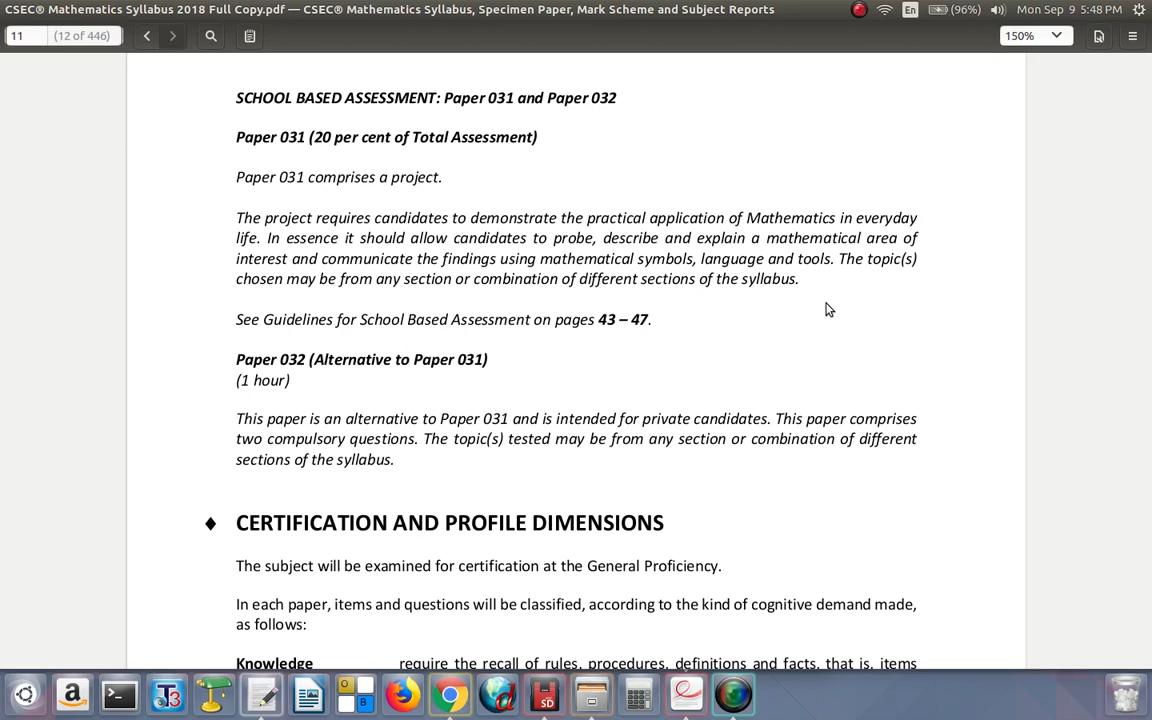 CSEC® Mathematics Syllabus 2018 Full Copy.pdf — CSEC® Mathematics Syllabus, Specimen Paper, Mark Scheme and Subject Reports
En (96%) Mon Sep 9 5:48 PM
11 (12 of 446) 150%
SCHOOL BASED ASSESSMENT: Paper 031 and Paper 032
Paper 031 (20 per cent of Total Assessment)
Paper 031 comprises a project.
The project requires candidates to demonstrate the practical application of Mathematics in everyday
life. In essence it should allow candidates to probe, describe and explain a mathematical area of
interest and communicate the findings using mathematical symbols, language and tools. The topic(s)
chosen may be from any section or combination of different sections of the syllabus.
See Guidelines for School Based Assessment on pages 43 – 47.
Paper 032 (Alternative to Paper 031)
(1 hour)
This paper is an alternative to Paper 031 and is intended for private candidates. This paper comprises
two compulsory questions. The topic(s) tested may be from any section or combination of different
sections of the syllabus.
♦ CERTIFICATION AND PROFILE DIMENSIONS
The subject will be examined for certification at the General Proficiency.
In each paper, items and questions will be classified, according to the kind of cognitive demand made,
as follows:
Knowledge require the recall of rules, procedures, definitions and facts, that is, items
a T3 O B SD